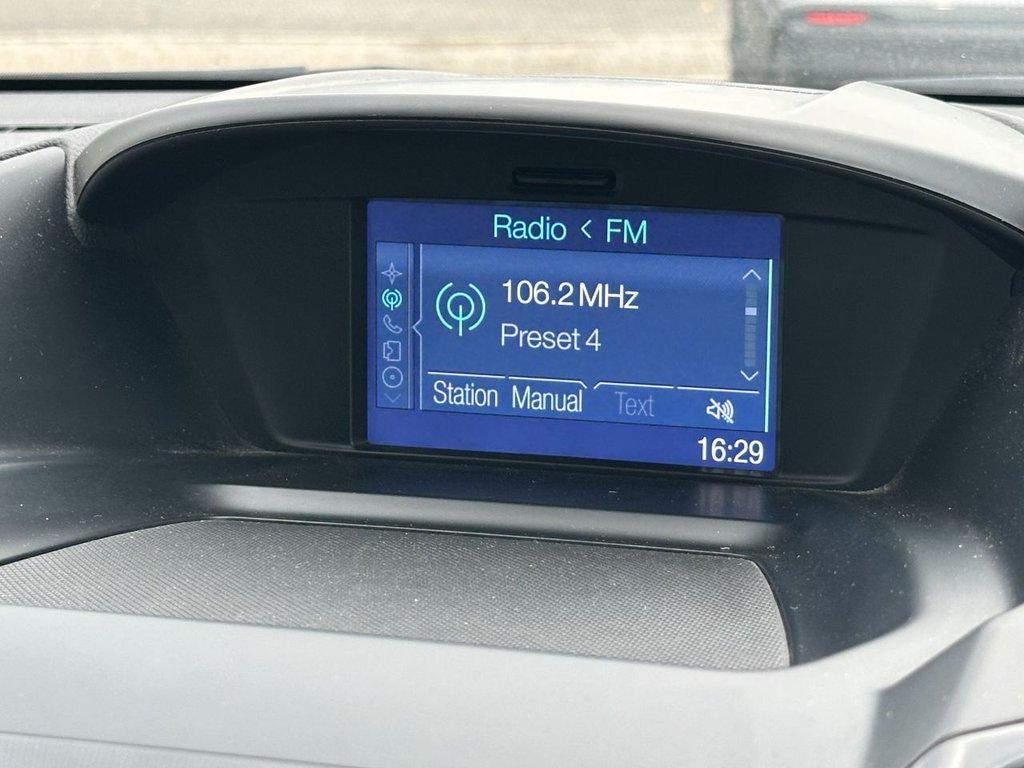 Radio < FM
106.2 MHz
Preset 4
Station Manual Text
16:29